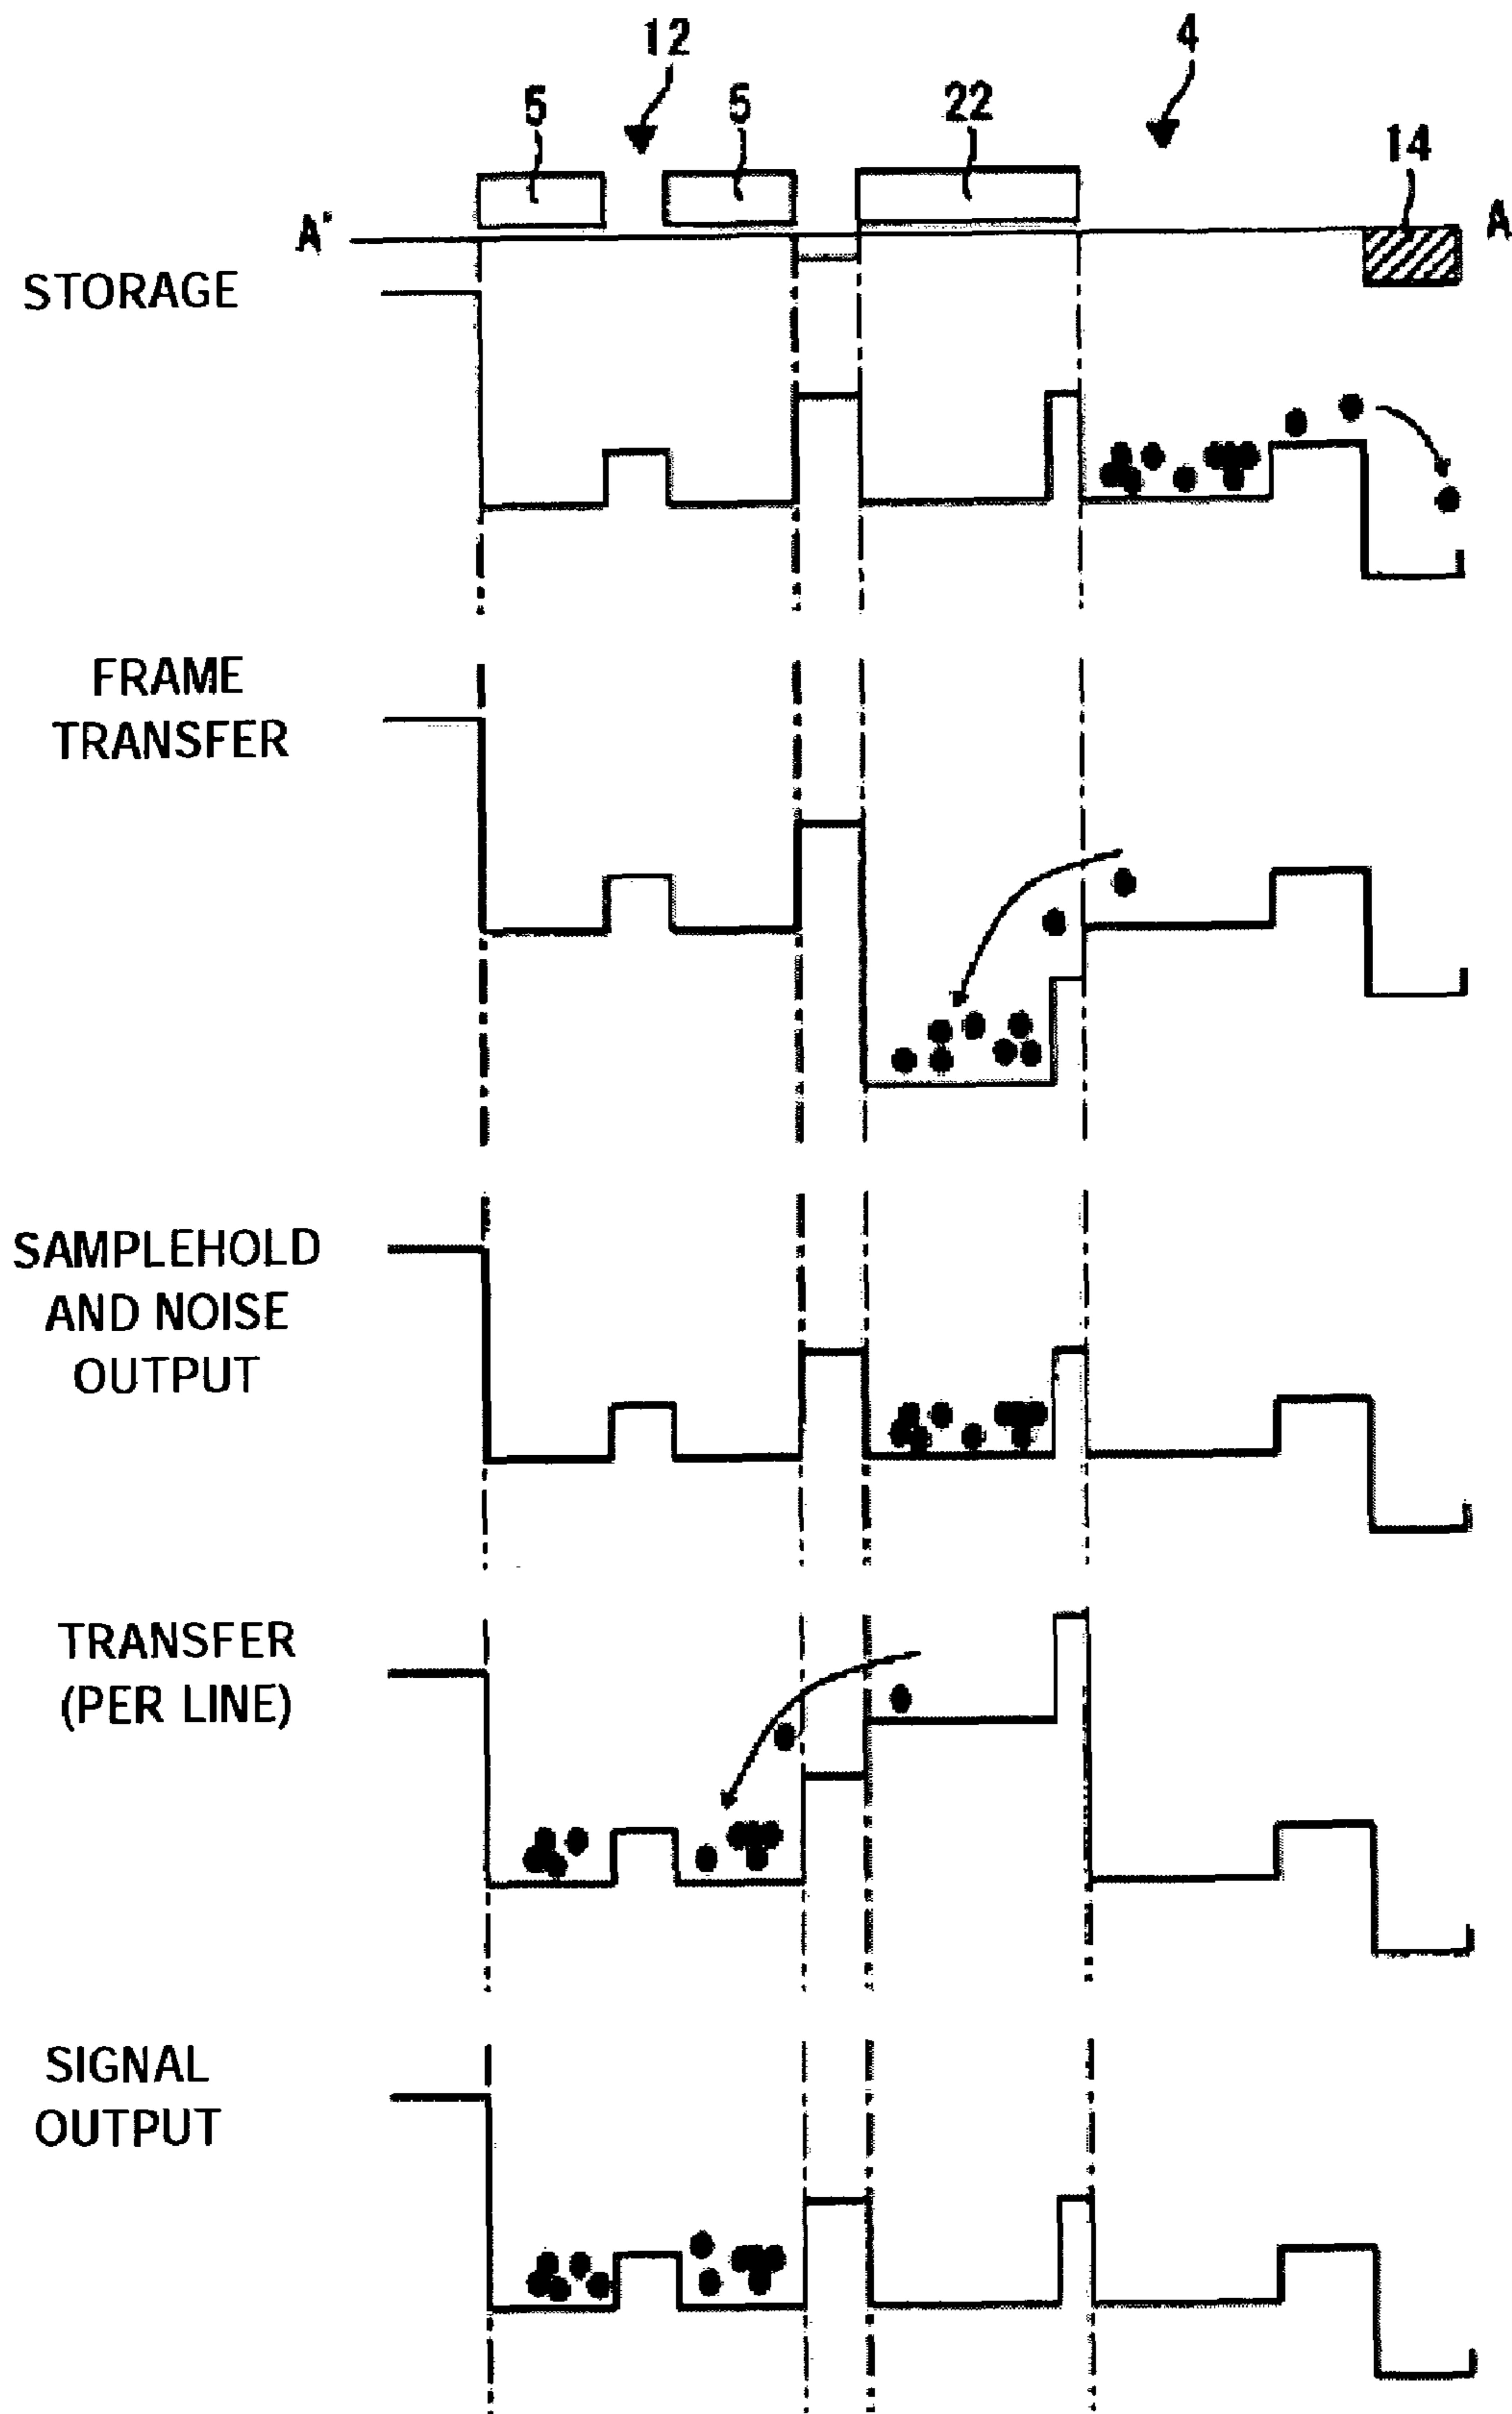 12
4
5
5
22
14
A'
A
STORAGE
FRAME
TRANSFER
SAMPLEHOLD
AND NOISE
OUTPUT
TRANSFER
(PER LINE)
SIGNAL
OUTPUT